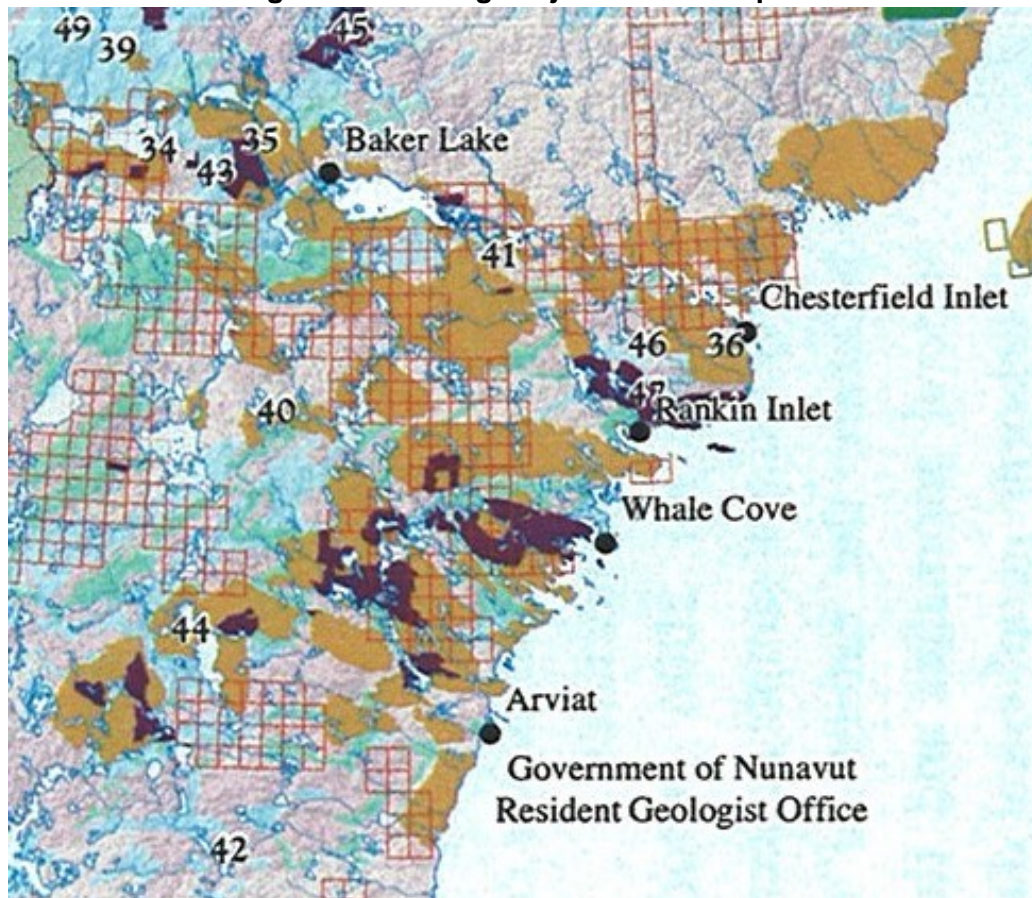 49
39
45
34
35
43
Baker Lake
41
Chesterfield Inlet
46
36
47
Rankin Inlet
40
Whale Cove
44
Arviat
Government of Nunavut
Resident Geologist Office
42